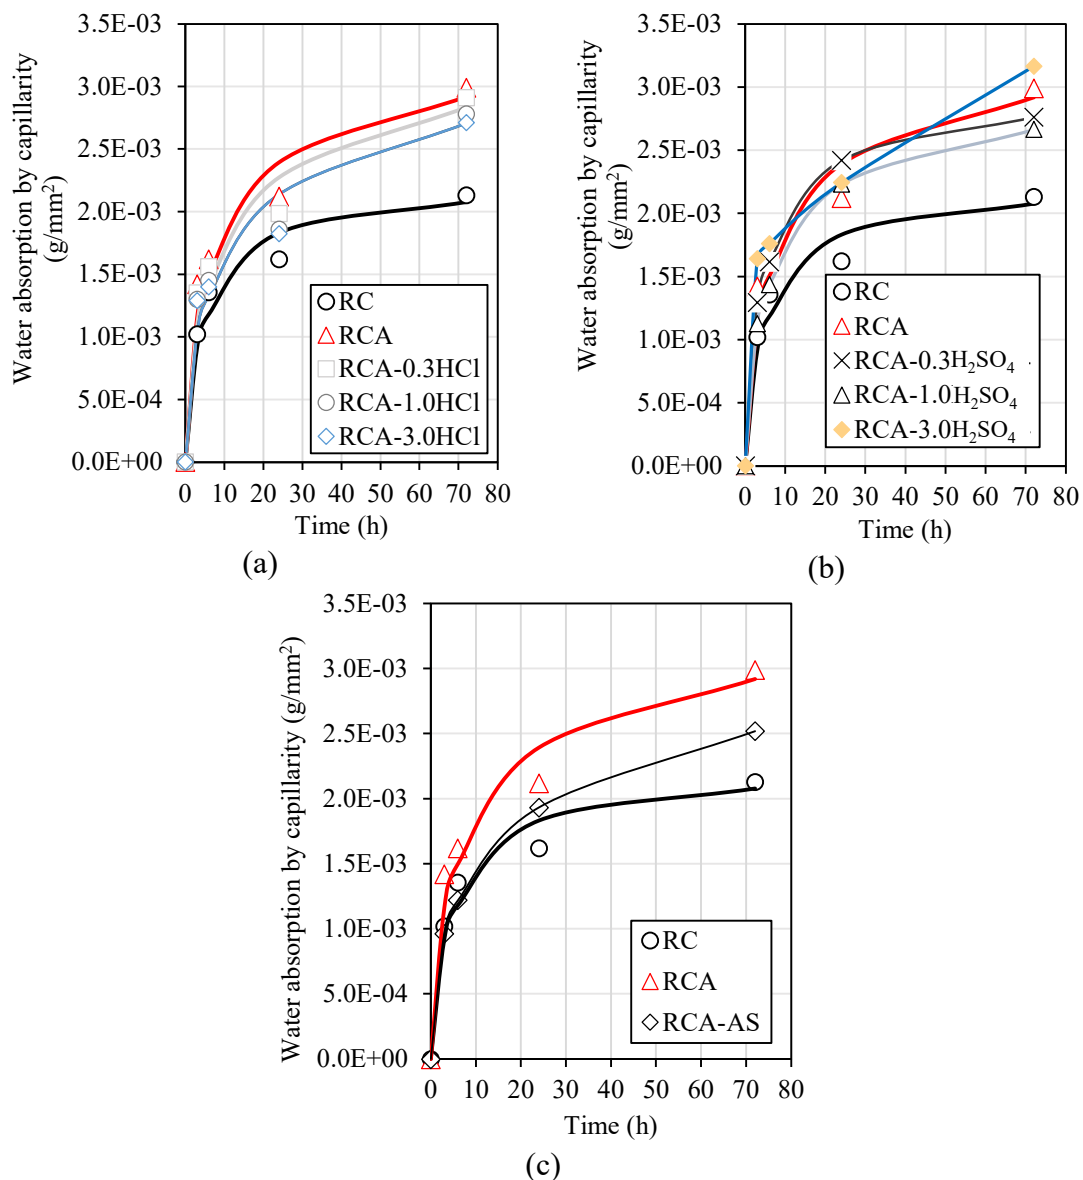 Water absorption by capillarity
(g/mm²)
3.5E-03
3.0E-03
2.5E-03
2.0E-03
1.5E-03
1.0E-03
5.0E-04
0.0E+00
0 10 20 30 40 50 60 70 80
Time (h)
RC
RCA
RCA-0.3HCl
RCA-1.0HCl
RCA-3.0HCl
(a)
Water absorption by capillarity
(g/mm²)
3.5E-03
3.0E-03
2.5E-03
2.0E-03
1.5E-03
1.0E-03
5.0E-04
0.0E+00
0 10 20 30 40 50 60 70 80
Time (h)
RC
RCA
RCA-0.3H₂SO₄
RCA-1.0H₂SO₄
RCA-3.0H₂SO₄
(b)
Water absorption by capillarity (g/mm²)
3.5E-03
3.0E-03
2.5E-03
2.0E-03
1.5E-03
1.0E-03
5.0E-04
0.0E+00
0 10 20 30 40 50 60 70 80
Time (h)
RC
RCA
RCA-AS
(c)